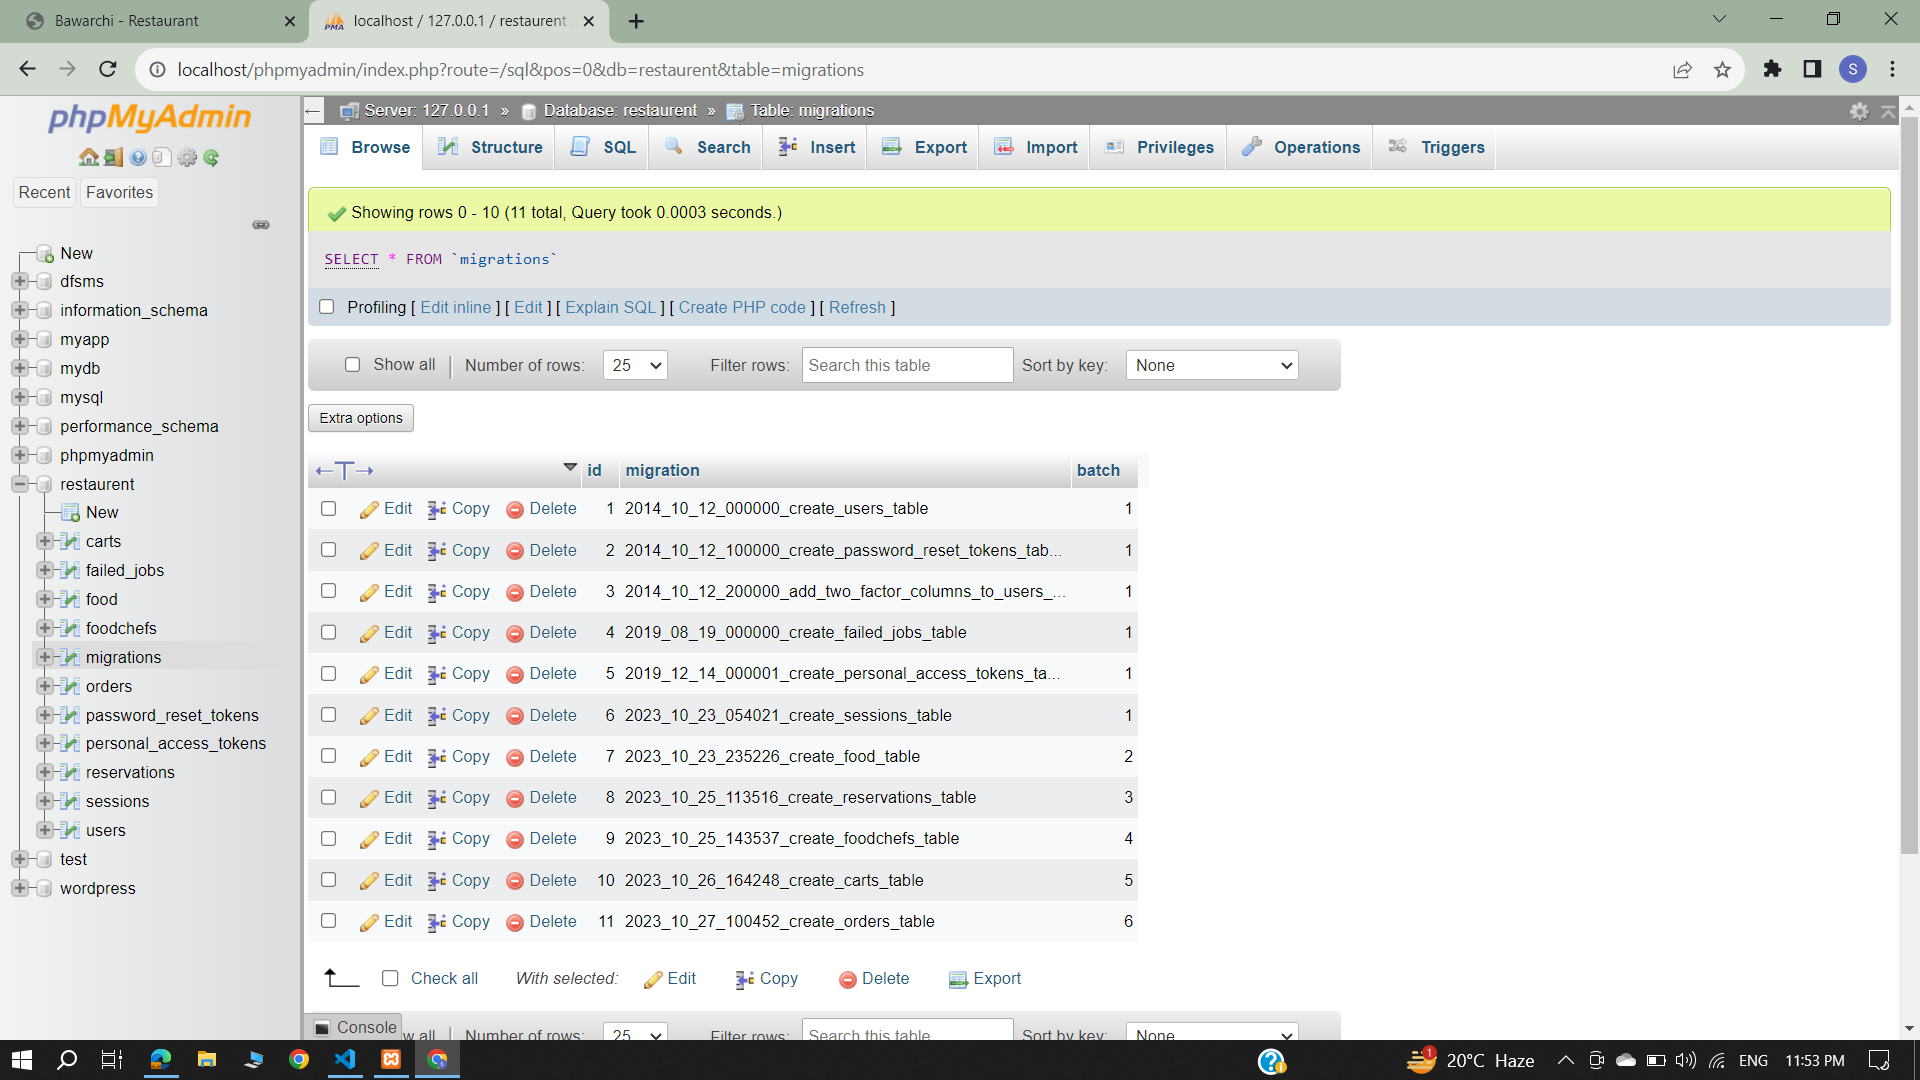 Bawarchi - Restaurant
localhost / 127.0.0.1 / restaurent
localhost/phpmyadmin/index.php?route=/sql&pos=0&db=restaurent&table=migrations
S
phpMyAdmin
Recent Favorites
New
dfsms
information_schema
myapp
mydb
mysql
performance_schema
phpmyadmin
restaurent
New
carts
failed_jobs
food
foodchefs
migrations
orders
password_reset_tokens
personal_access_tokens
reservations
sessions
users
test
wordpress
Server: 127.0.0.1 » Database: restaurent » Table: migrations
Browse Structure SQL Search Insert Export Import Privileges Operations Triggers
Showing rows 0 - 10 (11 total, Query took 0.0003 seconds.)
SELECT * FROM `migrations`
Profiling [ Edit inline ] [ Edit ] [ Explain SQL ] [ Create PHP code ] [ Refresh ]
Show all Number of rows: 25 Filter rows: Search this table Sort by key: None
Extra options
←T→ id migration batch
Edit Copy Delete 1 2014_10_12_000000_create_users_table 1
Edit Copy Delete 2 2014_10_12_100000_create_password_reset_tokens_tab... 1
Edit Copy Delete 3 2014_10_12_200000_add_two_factor_columns_to_users_... 1
Edit Copy Delete 4 2019_08_19_000000_create_failed_jobs_table 1
Edit Copy Delete 5 2019_12_14_000001_create_personal_access_tokens_ta... 1
Edit Copy Delete 6 2023_10_23_054021_create_sessions_table 1
Edit Copy Delete 7 2023_10_23_235226_create_food_table 2
Edit Copy Delete 8 2023_10_25_113516_create_reservations_table 3
Edit Copy Delete 9 2023_10_25_143537_create_foodchefs_table 4
Edit Copy Delete 10 2023_10_26_164248_create_carts_table 5
Edit Copy Delete 11 2023_10_27_100452_create_orders_table 6
Check all With selected: Edit Copy Delete Export
Console
w all Number of rows: 25 Filter rows: Search this table Sort by key: None
1 20°C Haze ENG 11:53 PM